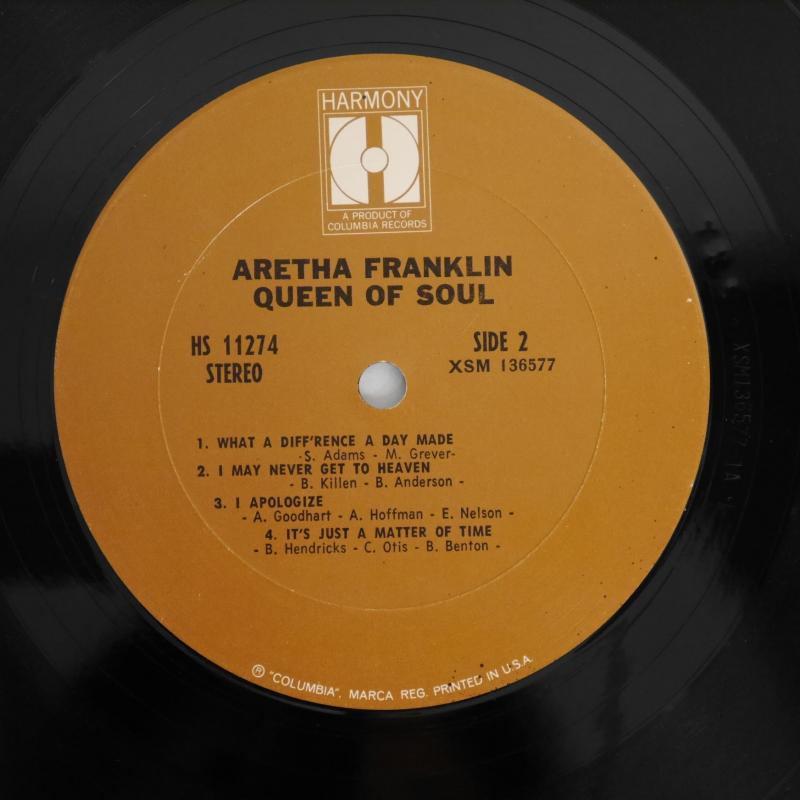 HARMONY
A PRODUCT OF
COLUMBIA RECORDS
ARETHA FRANKLIN
QUEEN OF SOUL
HS 11274
STEREO
SIDE 2
XSM 136577
1. WHAT A DIFF'RENCE A DAY MADE
-S. Adams - M. Grever-
2. I MAY NEVER GET TO HEAVEN
- B. Killen - B. Anderson -
3. I APOLOGIZE
- A. Goodhart - A. Hoffman - E. Nelson -
4. IT'S JUST A MATTER OF TIME
- B. Hendricks - C. Otis - B. Benton -
® "COLUMBIA". MARCA REG. PRINTED IN U.S.A.
XSM136577 1A